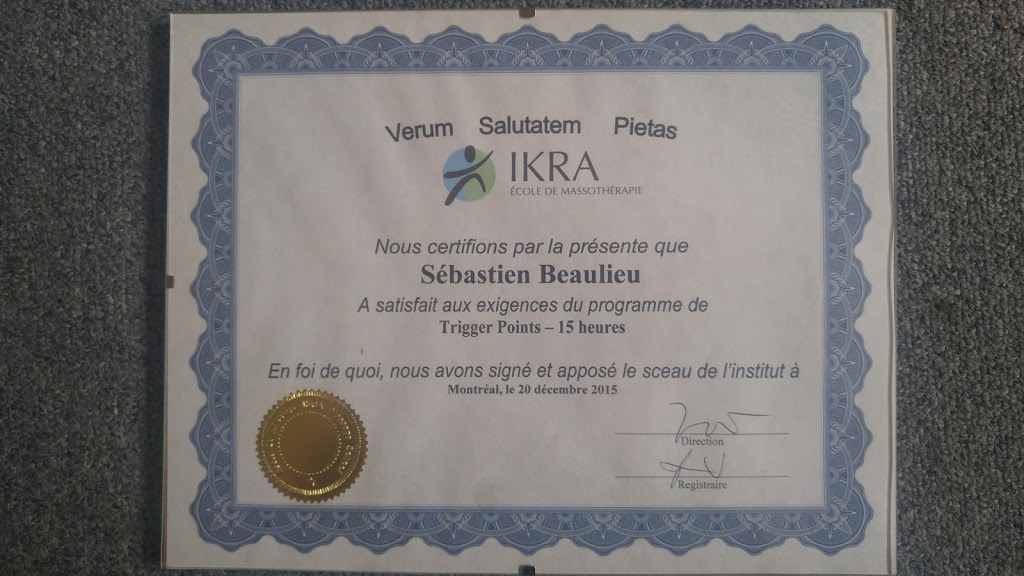 Verum Salutatem Pietas
IKRA
ÉCOLE DE MASSOTHÉRAPIE
Nous certifions par la présente que
Sébastien Beaulieu
A satisfait aux exigences du programme de
Trigger Points – 15 heures
En foi de quoi, nous avons signé et apposé le sceau de l'institut à
Montréal, le 20 décembre 2015
Direction
Registraire